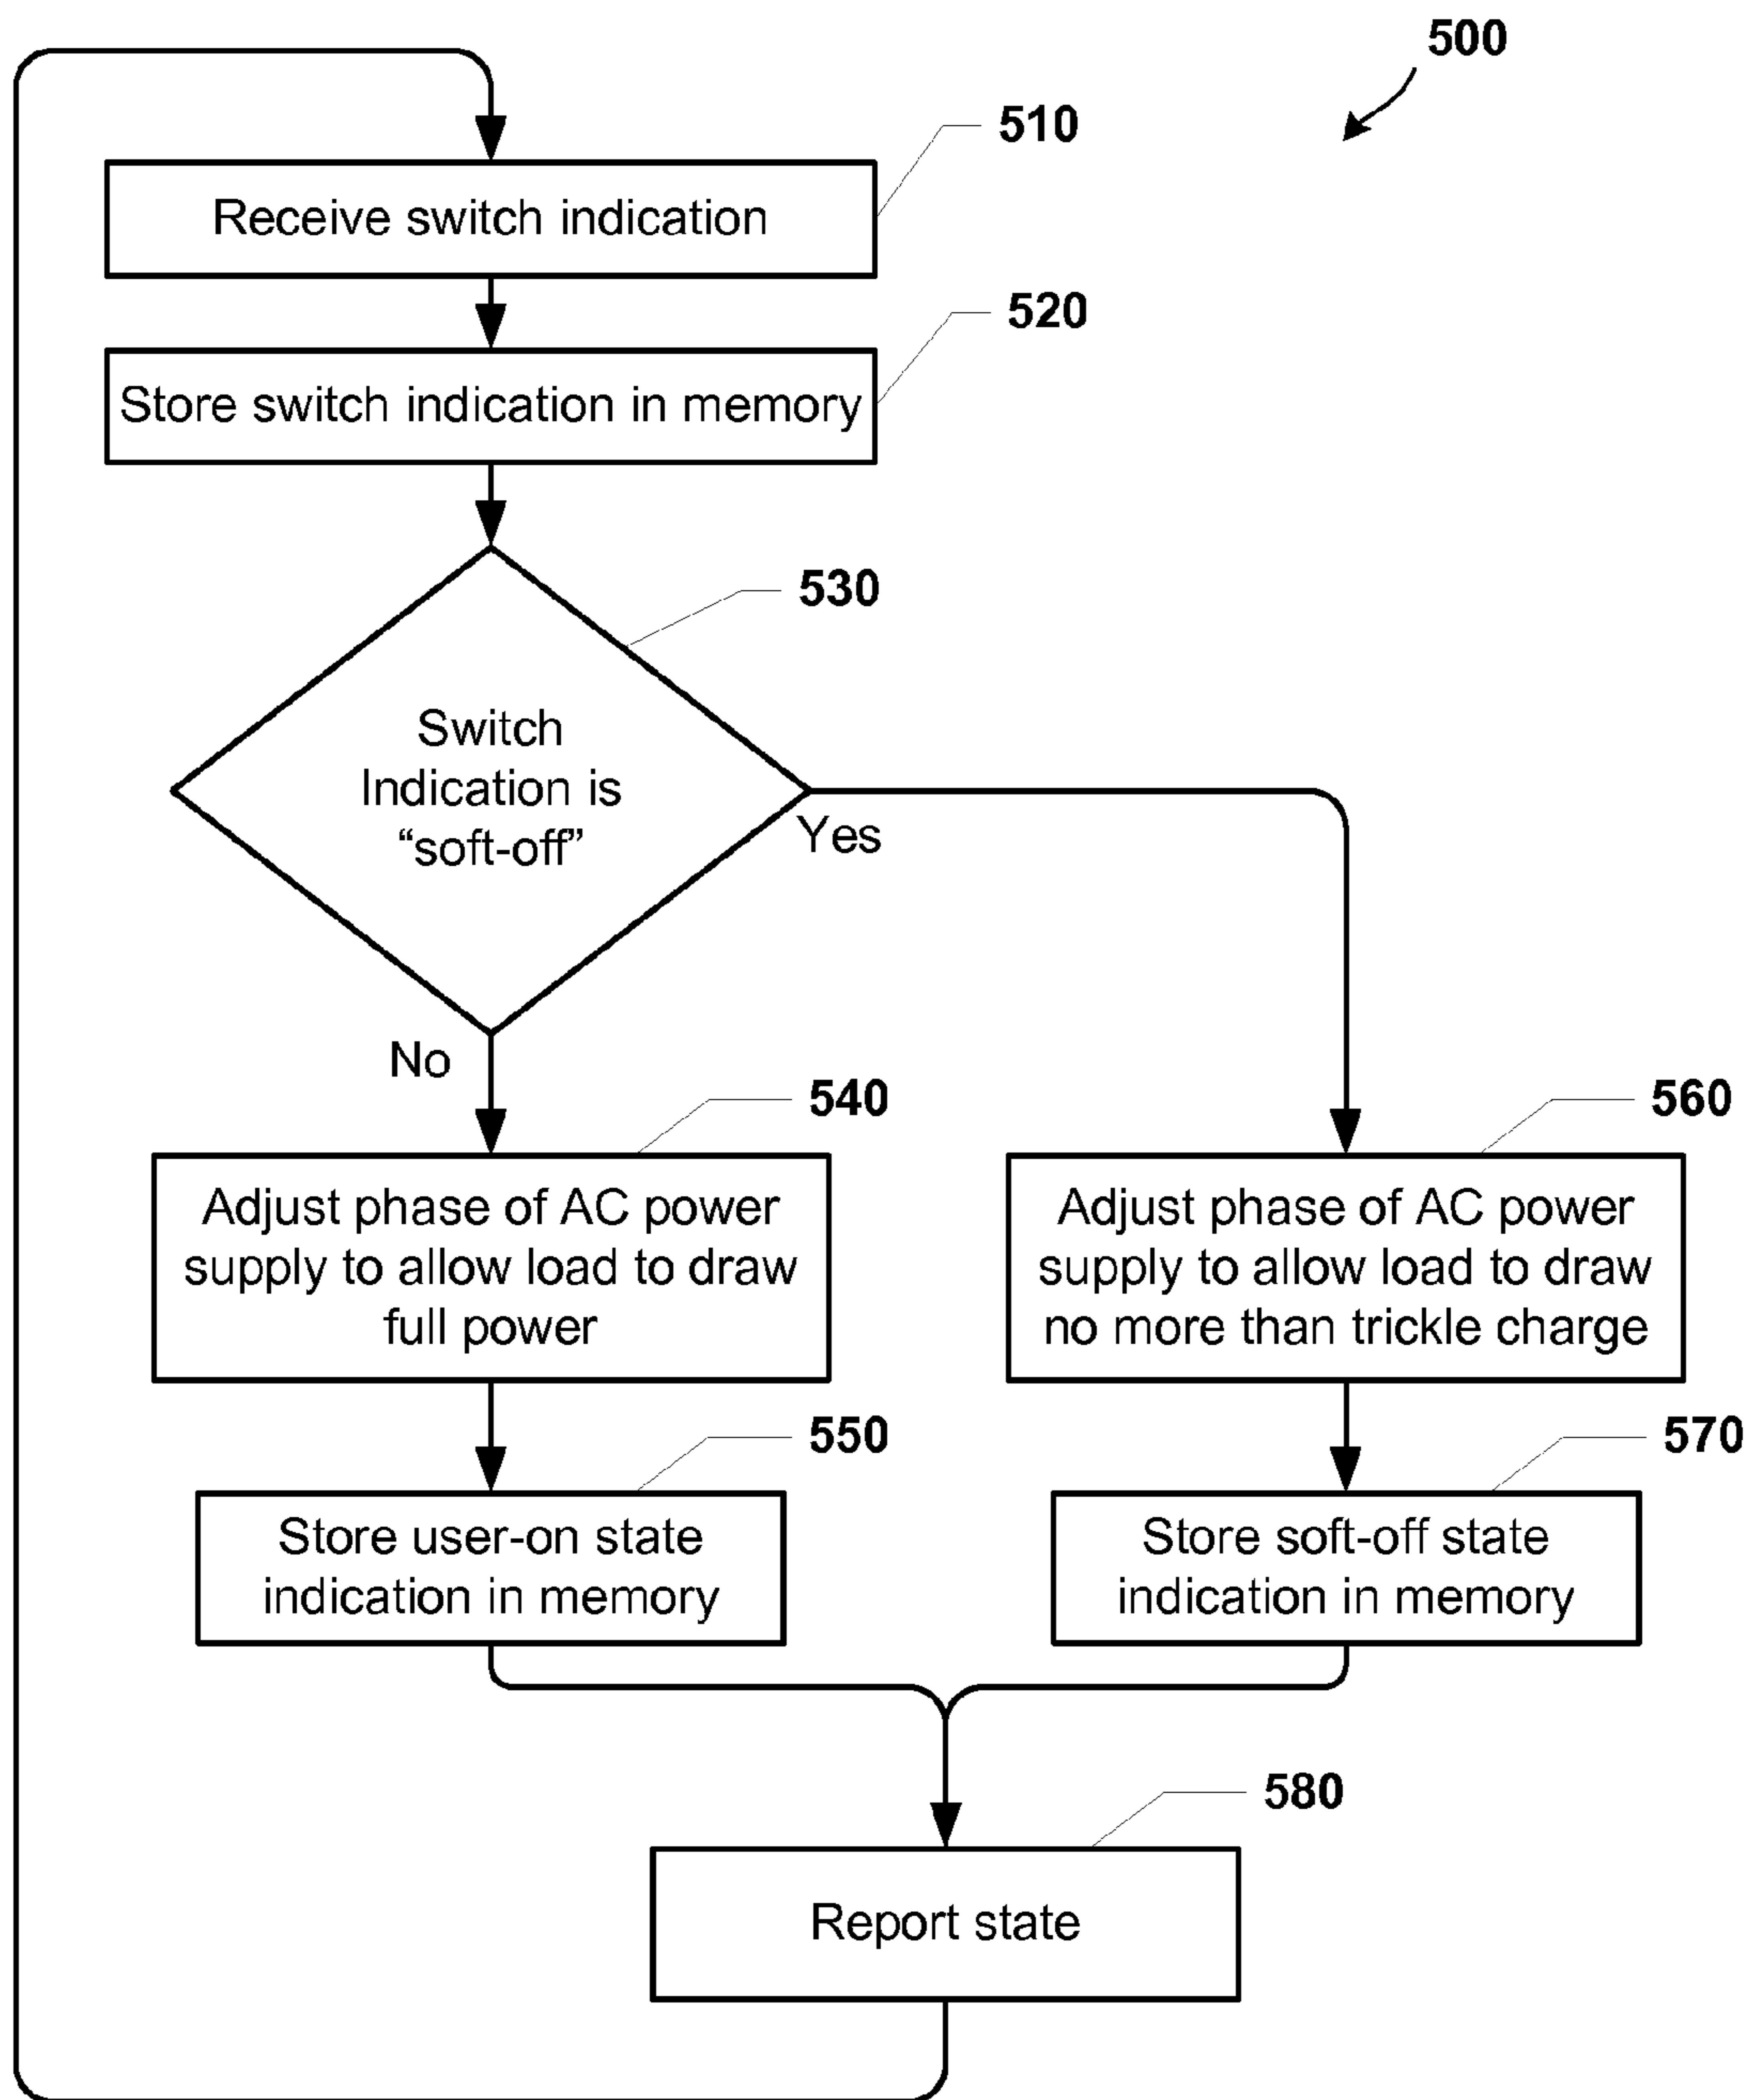 500
510
Receive switch indication
520
Store switch indication in memory
530
Switch
Indication is
“soft-off”
Yes
No
540
Adjust phase of AC power
supply to allow load to draw
full power
560
Adjust phase of AC power
supply to allow load to draw
no more than trickle charge
550
Store user-on state
indication in memory
570
Store soft-off state
indication in memory
580
Report state